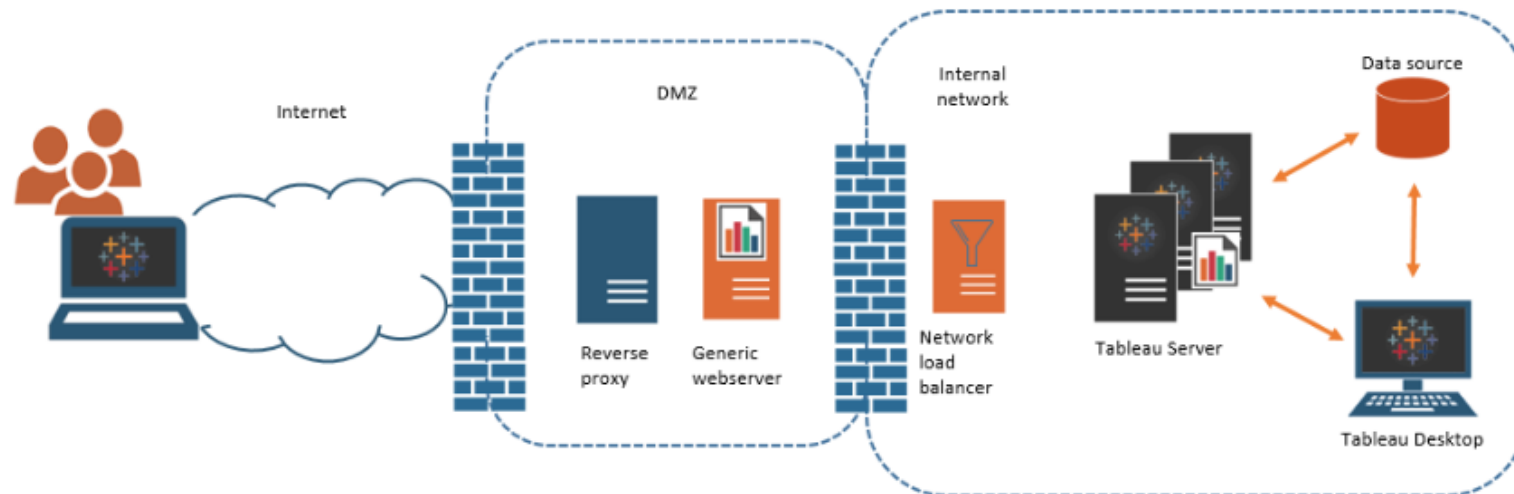 Internet
DMZ
Internal
network
Data source
Reverse
proxy
Generic
webserver
Network
load
balancer
Tableau Server
Tableau Desktop